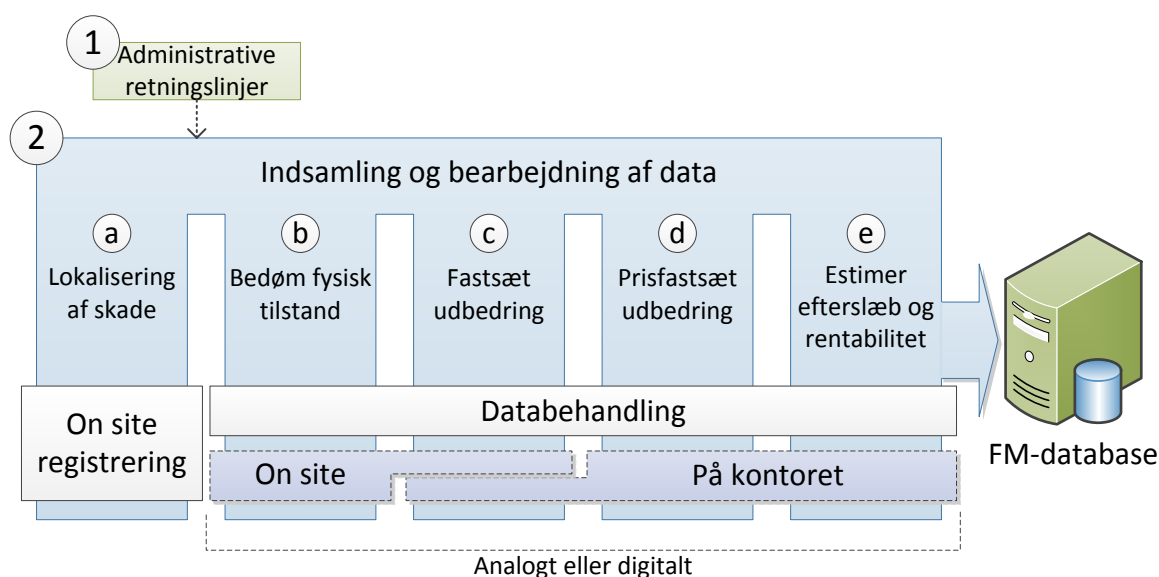 1
Administrative
retningslinjer
2
Indsamling og bearbejdning af data
a
Lokalisering
af skade
b
Bedøm fysisk
tilstand
c
Fastsæt
udbedring
d
Prisfastsæt
udbedring
e
Estimer
efterslæb og
rentabilitet
On site
registrering
Databehandling
On site
På kontoret
FM-database
Analogt eller digitalt